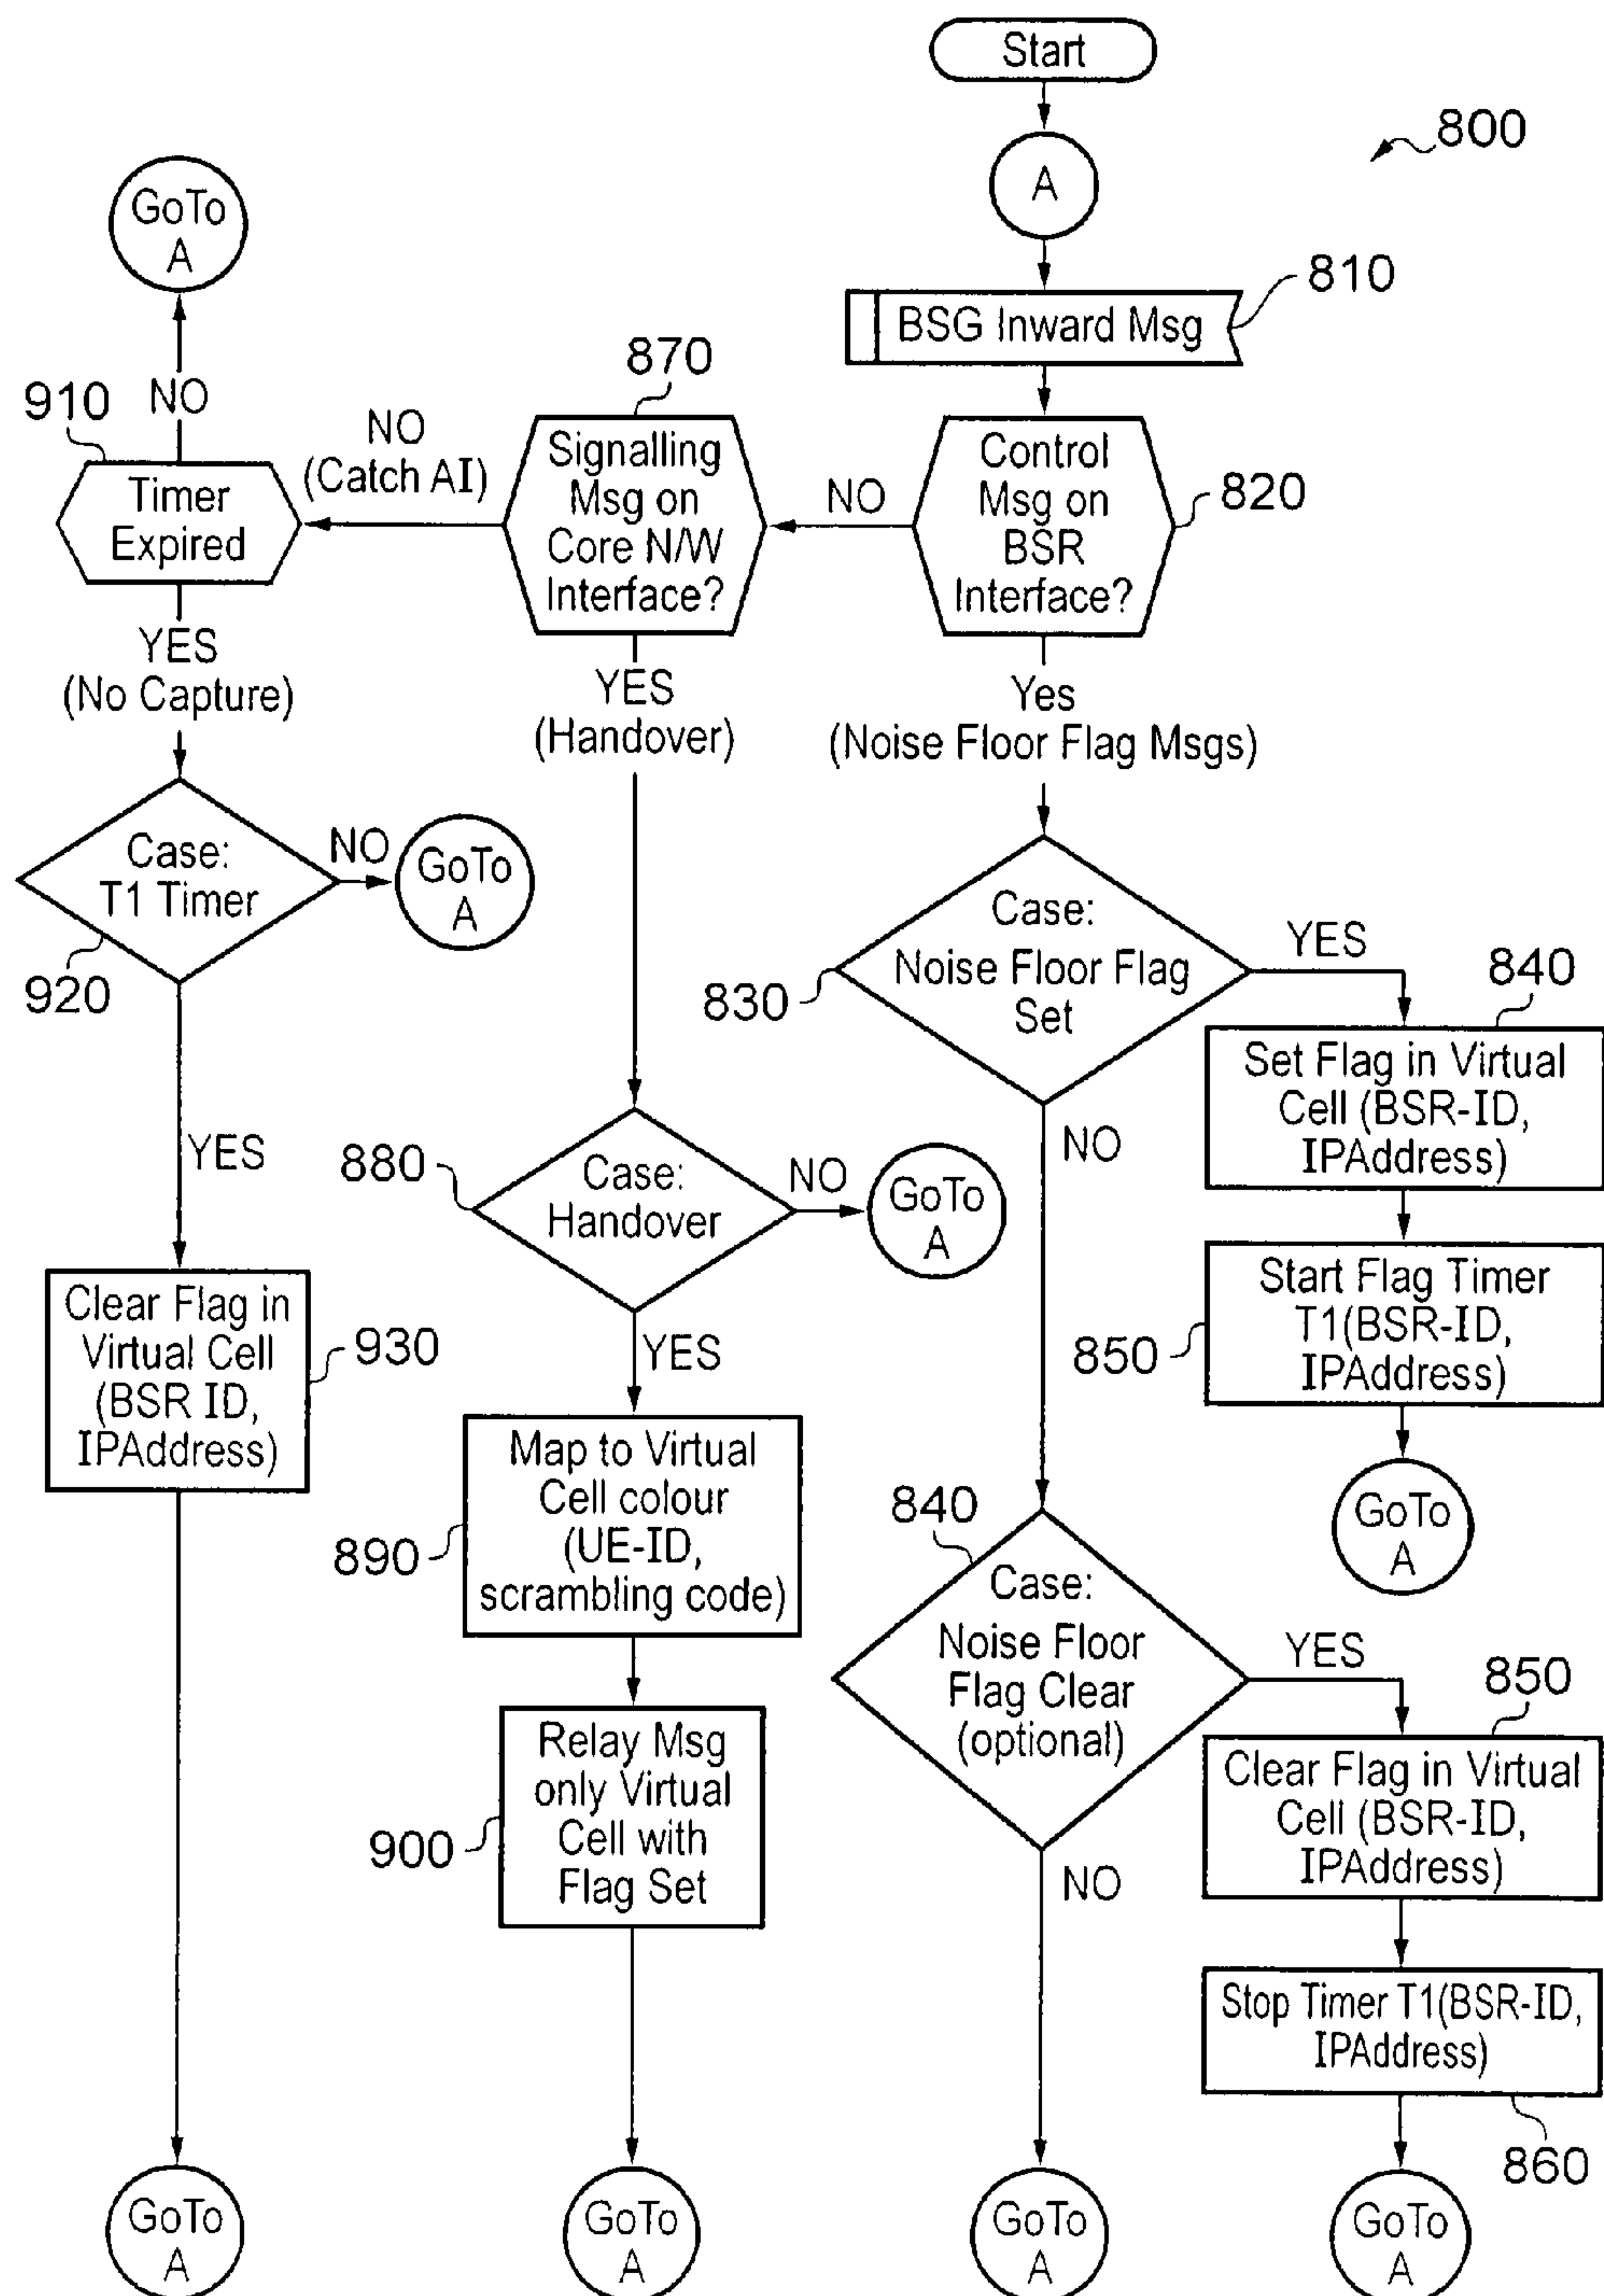 Start
800
A
GoTo
A
810
BSG Inward Msg
870
910
NO
NO
(Catch AI)
Signalling
Msg on
Core N/W
Interface?
NO
Control
Msg on
BSR
Interface?
820
Timer
Expired
YES
(No Capture)
YES
(Handover)
Yes
(Noise Floor Flag Msgs)
Case:
T1 Timer
NO
GoTo
A
920
Case:
Noise Floor Flag
Set
830
YES
840
Set Flag in Virtual
Cell (BSR-ID,
IPAddress)
NO
YES
880
Case:
Handover
NO
GoTo
A
Start Flag Timer
T1(BSR-ID,
IPAddress)
850
GoTo
A
Clear Flag in
Virtual Cell
(BSR ID,
IPAddress)
930
YES
Map to Virtual
Cell colour
(UE-ID,
scrambling code)
890
840
Case:
Noise Floor
Flag Clear
(optional)
YES
850
Clear Flag in Virtual
Cell (BSR-ID,
IPAddress)
Relay Msg
only Virtual
Cell with
Flag Set
900
NO
Stop Timer T1(BSR-ID,
IPAddress)
860
GoTo
A
GoTo
A
GoTo
A
GoTo
A